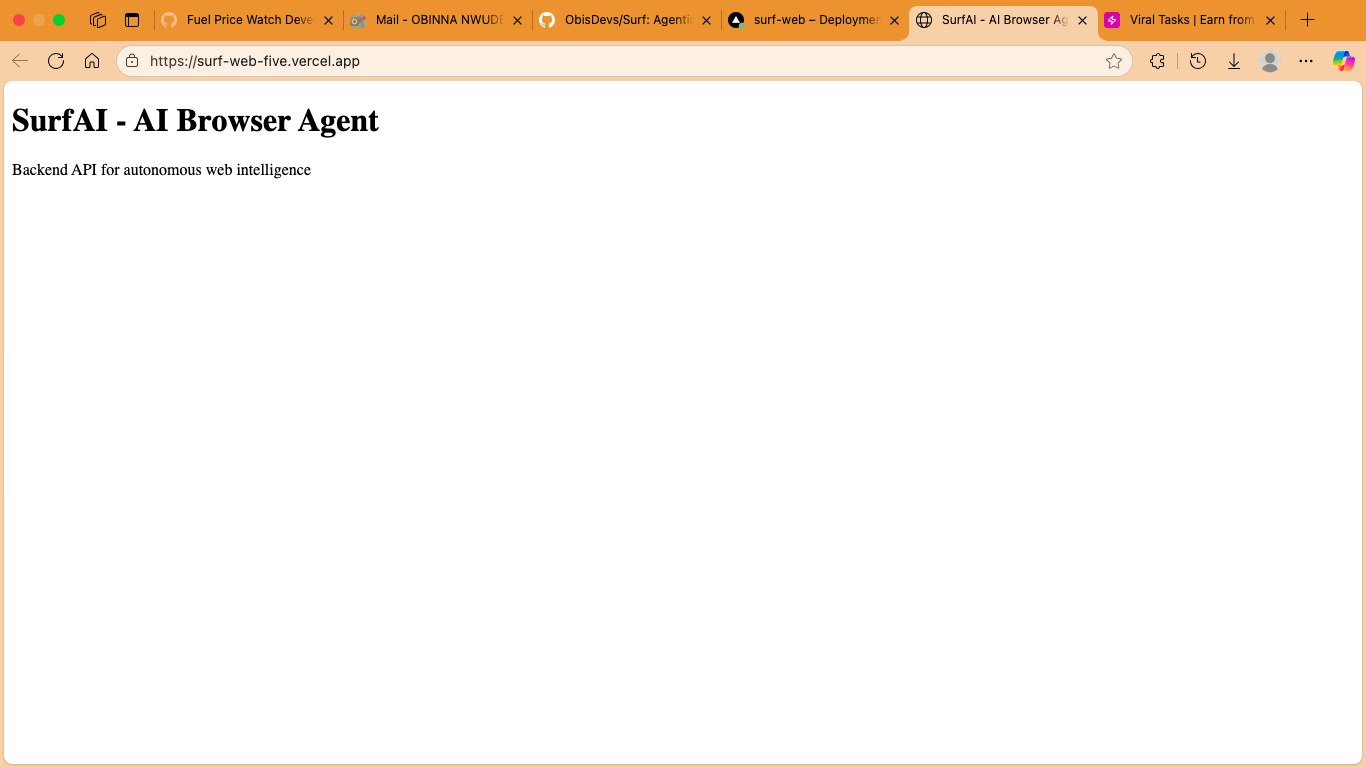 Fuel Price Watch Deve
Mail - OBINNA NWUDE
ObisDevs/Surf: Agenti
surf-web – Deploymen
SurfAI - AI Browser Ag
Viral Tasks | Earn from
https://surf-web-five.vercel.app
SurfAI - AI Browser Agent
Backend API for autonomous web intelligence